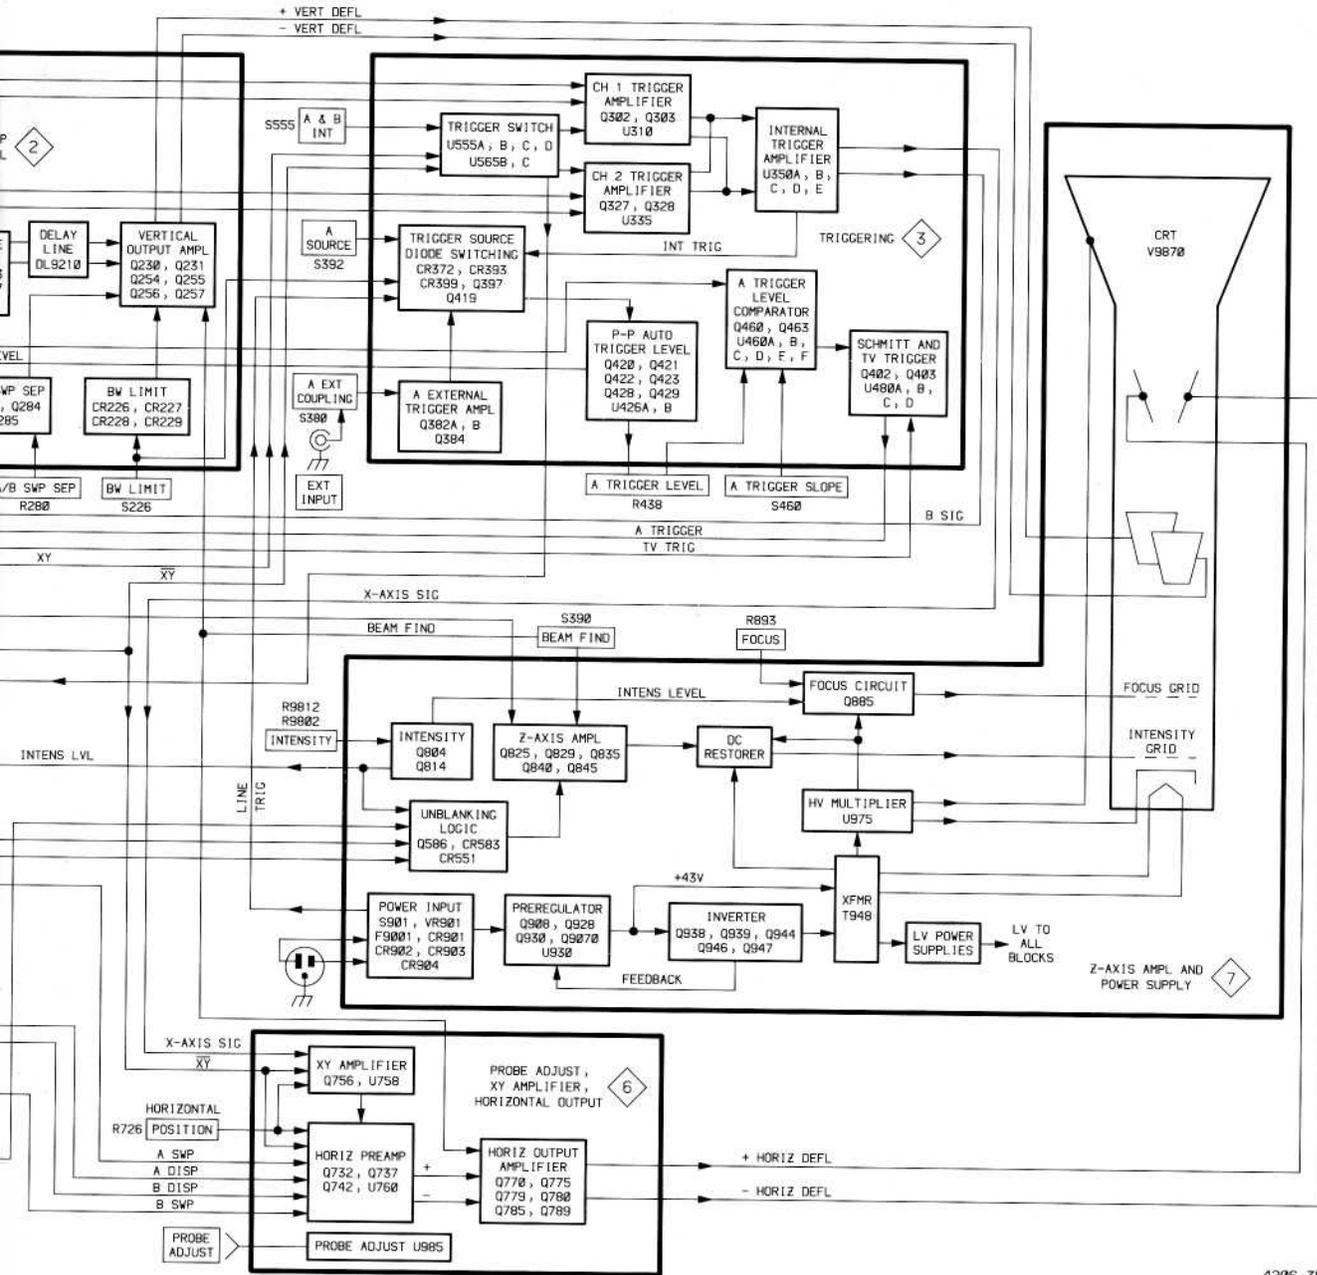 + VERT DEFL
- VERT DEFL
2
DELAY
LINE
DL9210
VERTICAL
OUTPUT AMPL
Q230, Q231
Q254, Q255
Q256, Q257
WP SEP
, Q284
285
BW LIMIT
CR226, CR227
CR228, CR229
A/B SWP SEP
R280
BW LIMIT
S226
S555
A & B
INT
TRIGGER SWITCH
U555A, B, C, D
U565B, C
CH 1 TRIGGER
AMPLIFIER
Q302, Q303
U310
CH 2 TRIGGER
AMPLIFIER
Q327, Q328
U335
INTERNAL
TRIGGER
AMPLIFIER
U350A, B,
C, D, E
TRIGGERING
3
INT TRIG
A
SOURCE
S392
TRIGGER SOURCE
DIODE SWITCHING
CR372, CR393
CR399, Q397
Q419
P-P AUTO
TRIGGER LEVEL
Q420, Q421
Q422, Q423
Q428, Q429
U426A, B
A TRIGGER
LEVEL
COMPARATOR
Q460, Q463
U460A, B,
C, D, E, F
SCHMITT AND
TV TRIGGER
Q402, Q403
U480A, B,
C, D
A EXT
COUPLING
S380
EXT
INPUT
A EXTERNAL
TRIGGER AMPL
Q382A, B
Q384
A TRIGGER LEVEL
R438
A TRIGGER SLOPE
S460
B SIG
A TRIGGER
TV TRIG
XY
X̅Y̅
X-AXIS SIG
BEAM FIND
S390
BEAM FIND
R893
FOCUS
CRT
V9870
FOCUS GRID
INTENSITY
GRID
INTENS LEVEL
FOCUS CIRCUIT
Q885
R9812
R9802
INTENSITY
INTENSITY
Q804
Q814
Z-AXIS AMPL
Q825, Q829, Q835
Q840, Q845
DC
RESTORER
INTENS LVL
LINE
TRIG
UNBLANKING
LOGIC
Q586, CR583
CR551
HV MULTIPLIER
U975
+43V
XFMR
T948
POWER INPUT
S901, VR901
F9001, CR901
CR902, CR903
CR904
PREREGULATOR
Q908, Q928
Q930, Q9070
U930
INVERTER
Q938, Q939, Q944
Q946, Q947
FEEDBACK
LV POWER
SUPPLIES
LV TO
ALL
BLOCKS
Z-AXIS AMPL AND
POWER SUPPLY
7
X-AXIS SIG
X̅Y̅
XY AMPLIFIER
Q756, U758
PROBE ADJUST,
XY AMPLIFIER,
HORIZONTAL OUTPUT
6
HORIZONTAL
R726 POSITION
A SWP
A DISP
B DISP
B SWP
HORIZ PREAMP
Q732, Q737
Q742, U760
+
-
HORIZ OUTPUT
AMPLIFIER
Q770, Q775
Q779, Q780
Q785, Q789
+ HORIZ DEFL
- HORIZ DEFL
PROBE
ADJUST
PROBE ADJUST U985